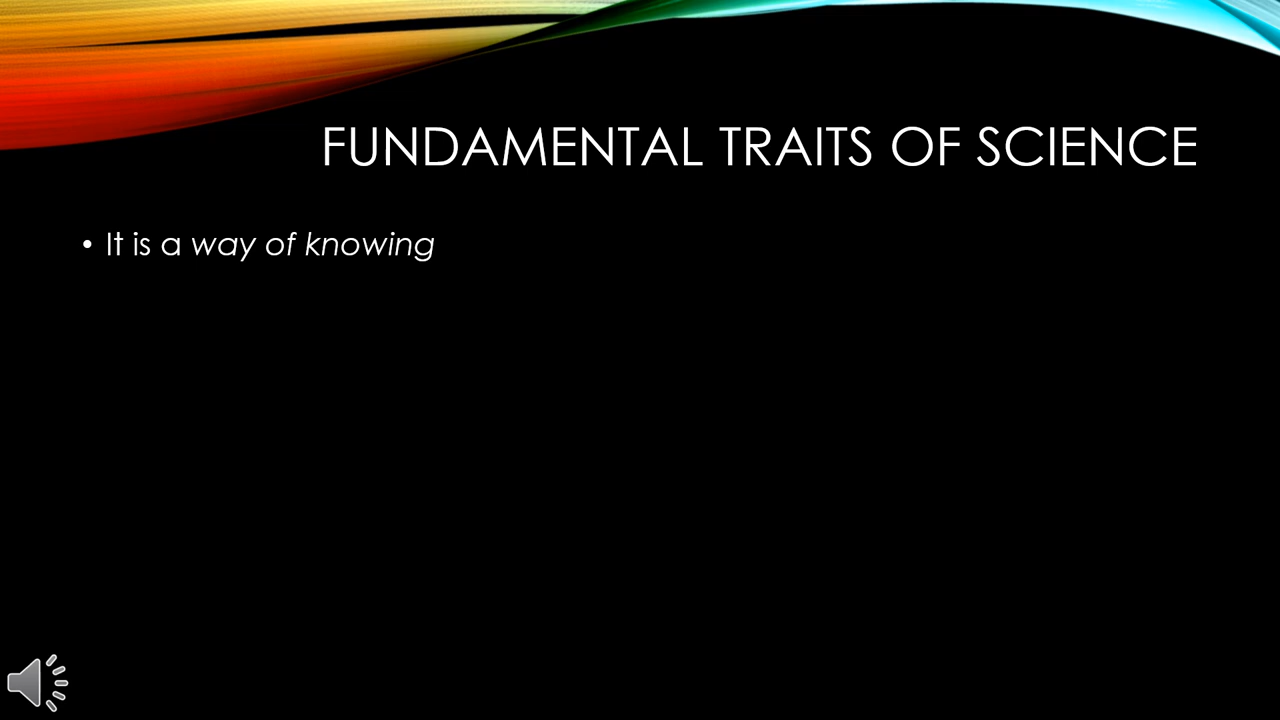 FUNDAMENTAL TRAITS OF SCIENCE
• It is a way of knowing